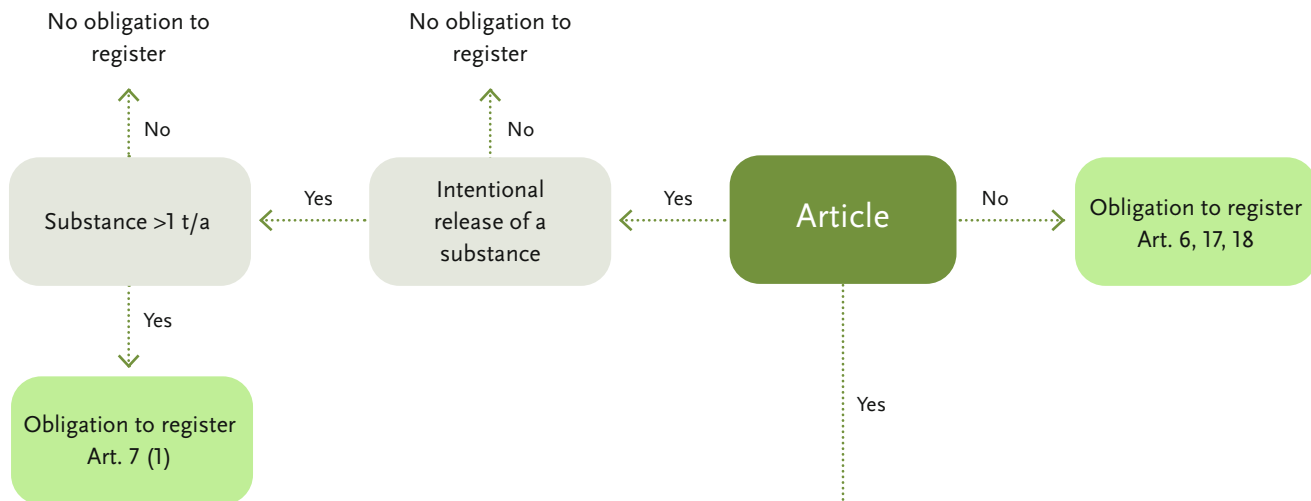 No obligation to
register
No obligation to
register
No
No
Substance >1 t/a
Yes
Intentional
release of a
substance
Yes
Article
No
Obligation to register
Art. 6, 17, 18
Yes
Obligation to register
Art. 7 (1)
Yes